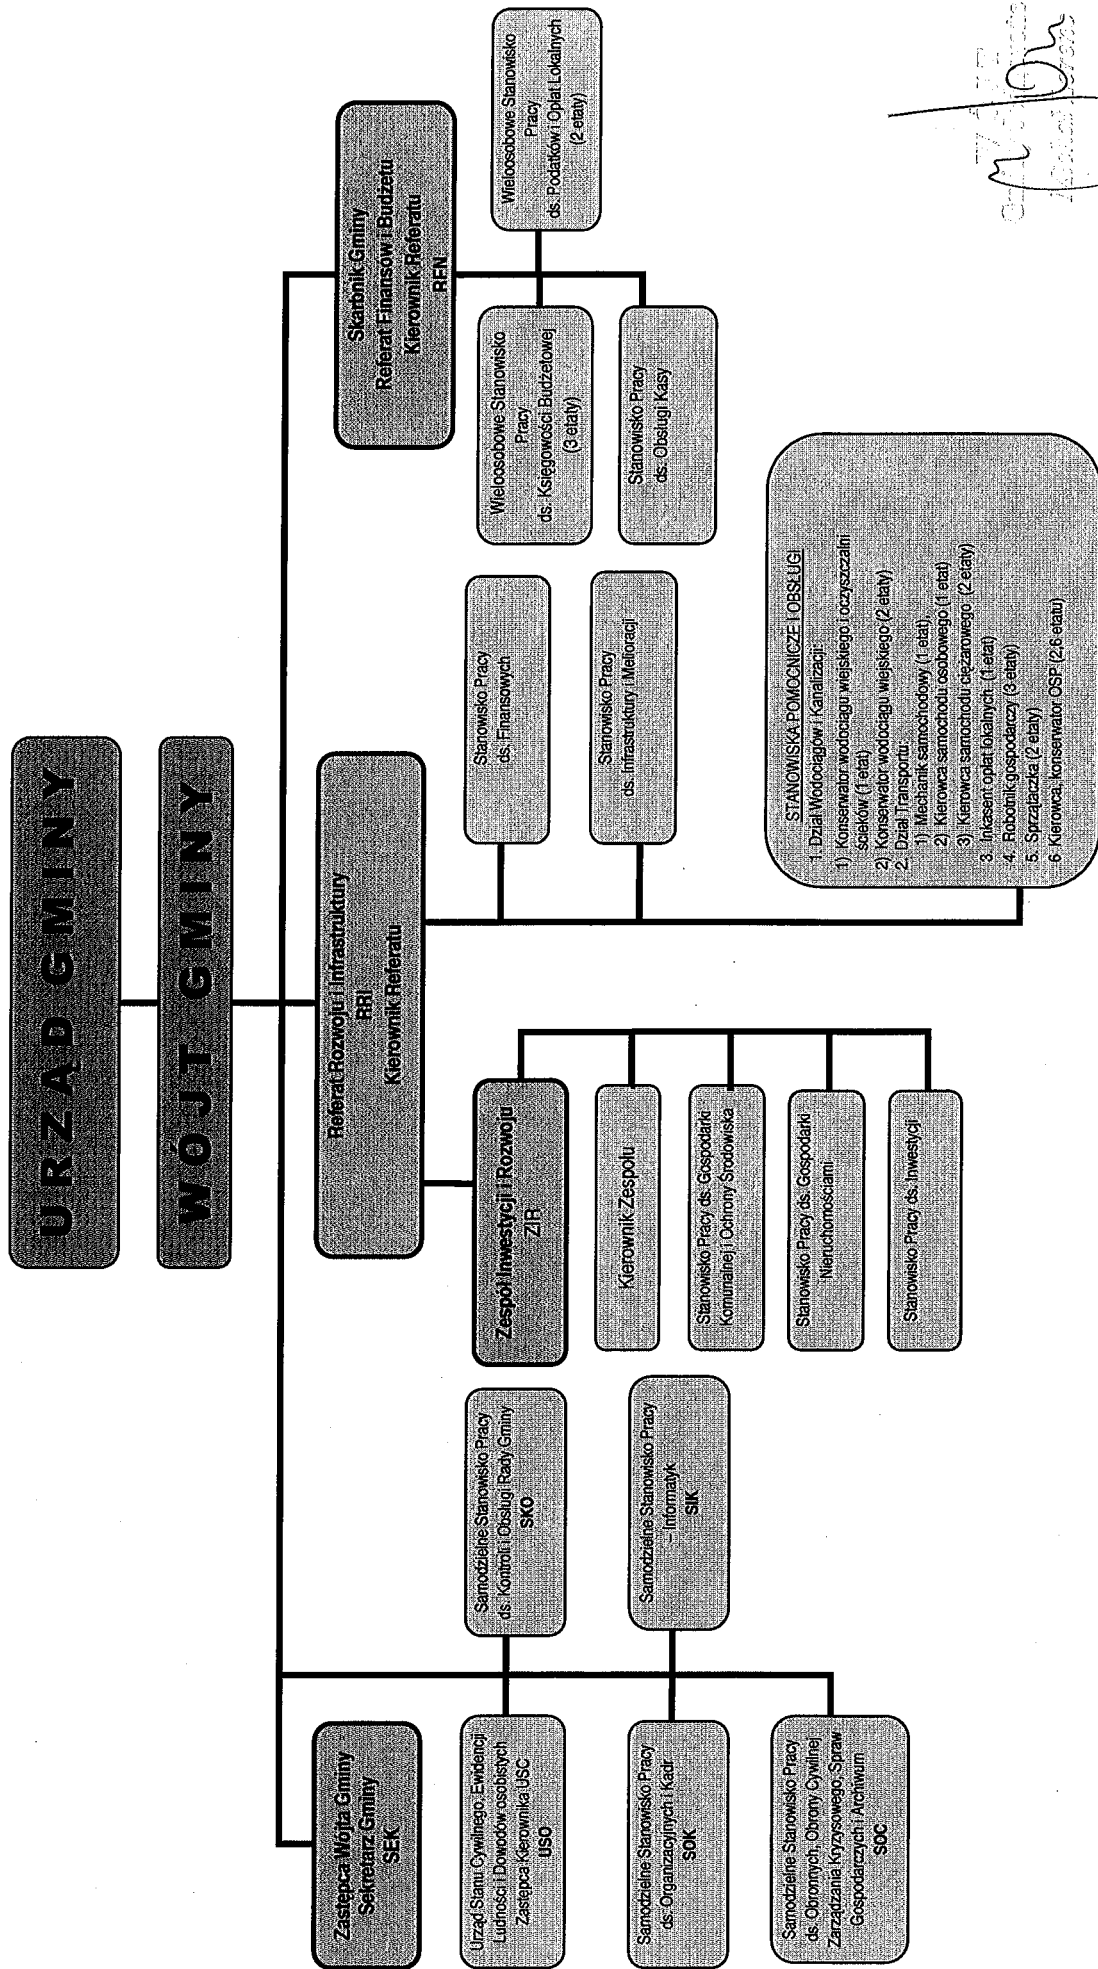 URZĄD GMINY
WÓJT GMINY
Zastępca Wójta Gminy
Sekretarz Gminy
SEK
Urząd Stanu Cywilnego, Ewidencji
Ludności i Dowodów osobistych
Zastępca Kierownika USC
USO
Samodzielne Stanowisko Pracy
ds. Organizacyjnych i Kadr
SOK
Samodzielne Stanowisko Pracy
ds. Obronnych, Obrony Cywilnej
Zarządzania Kryzysowego, Spraw
Gospodarczych i Archiwum
SOC
Samodzielne Stanowisko Pracy
ds. Kontroli i Obsługi Rady Gminy
SKO
Samodzielne Stanowisko Pracy
– Informatyk
SIK
Referat Rozwoju i Infrastruktury
RRI
Kierownik Referatu
Zespół Inwestycji i Rozwoju
ZIR
Kierownik Zespołu
Stanowisko Pracy ds. Gospodarki
Komunalnej i Ochrony Środowiska
Stanowisko Pracy ds. Gospodarki
Nieruchomościami
Stanowisko Pracy ds. Inwestycji
Stanowisko Pracy
ds. Finansowych
Stanowisko Pracy
ds. Infrastruktury i Melioracji
STANOWISKA POMOCNICZE I OBSŁUGI
1. Dział Wodociągów i Kanalizacji:
1) Konserwator wodociągu wiejskiego i oczyszczalni
ścieków (1 etat)
2) Konserwator wodociągu wiejskiego (2 etaty)
2. Dział Transportu:
1) Mechanik samochodowy (1 etat),
2) Kierowca samochodu osobowego (1 etat)
3) Kierowca samochodu ciężarowego (2 etaty)
3. Inkasent opłat lokalnych (1 etat)
4. Robotnik gospodarczy (3 etaty)
5. Sprzątaczka (2 etaty)
6 Kierowca, konserwator OSP (2,6 etatu)
Skarbnik Gminy
Referat Finansów i Budżetu
Kierownik Referatu
RFN
Wieloosobowe Stanowisko
Pracy
ds. Księgowości Budżetowej
(3 etaty)
Wieloosobowe Stanowisko
Pracy
ds. Podatków i Opłat Lokalnych
(2 etaty)
Stanowisko Pracy
ds. Obsługi Kasy